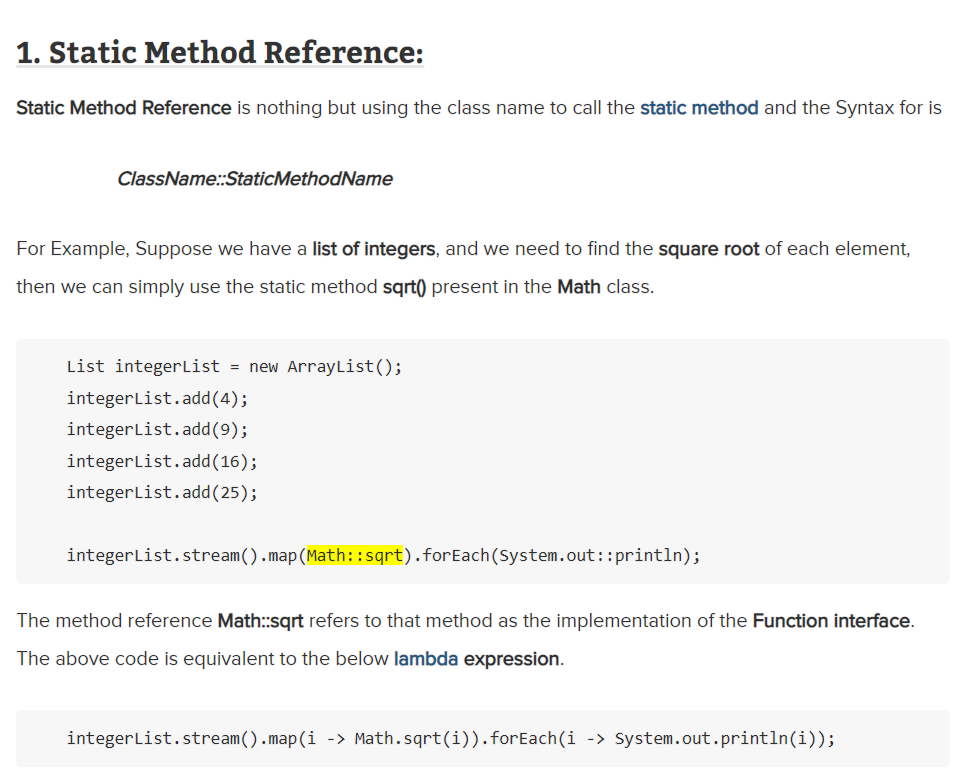 1. Static Method Reference:
Static Method Reference is nothing but using the class name to call the static method and the Syntax for is
ClassName::StaticMethodName
For Example, Suppose we have a list of integers, and we need to find the square root of each element,
then we can simply use the static method sqrt() present in the Math class.
List integerList = new ArrayList();
integerList.add(4);
integerList.add(9);
integerList.add(16);
integerList.add(25);
integerList.stream().map(Math::sqrt).forEach(System.out::println);
The method reference Math::sqrt refers to that method as the implementation of the Function interface.
The above code is equivalent to the below lambda expression.
integerList.stream().map(i -> Math.sqrt(i)).forEach(i -> System.out.println(i));